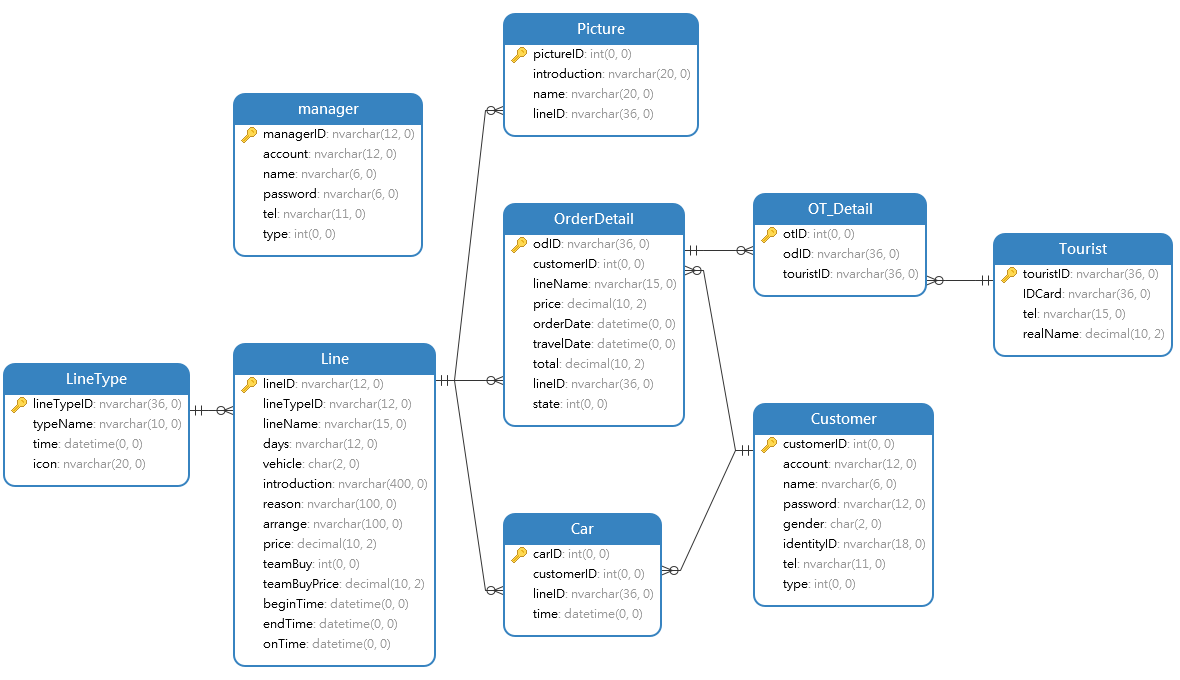 Picture
pictureID: int(0, 0)
introduction: nvarchar(20, 0)
name: nvarchar(20, 0)
lineID: nvarchar(36, 0)
manager
managerID: nvarchar(12, 0)
account: nvarchar(12, 0)
name: nvarchar(6, 0)
password: nvarchar(6, 0)
tel: nvarchar(11, 0)
type: int(0, 0)
OrderDetail
odID: nvarchar(36, 0)
customerID: int(0, 0)
lineName: nvarchar(15, 0)
price: decimal(10, 2)
orderDate: datetime(0, 0)
travelDate: datetime(0, 0)
total: decimal(10, 2)
lineID: nvarchar(36, 0)
state: int(0, 0)
OT_Detail
otID: int(0, 0)
odID: nvarchar(36, 0)
touristID: nvarchar(36, 0)
Tourist
touristID: nvarchar(36, 0)
IDCard: nvarchar(36, 0)
tel: nvarchar(15, 0)
realName: decimal(10, 2)
LineType
lineTypeID: nvarchar(36, 0)
typeName: nvarchar(10, 0)
time: datetime(0, 0)
icon: nvarchar(20, 0)
Line
lineID: nvarchar(12, 0)
lineTypeID: nvarchar(12, 0)
lineName: nvarchar(15, 0)
days: nvarchar(12, 0)
vehicle: char(2, 0)
introduction: nvarchar(400, 0)
reason: nvarchar(100, 0)
arrange: nvarchar(100, 0)
price: decimal(10, 2)
teamBuy: int(0, 0)
teamBuyPrice: decimal(10, 2)
beginTime: datetime(0, 0)
endTime: datetime(0, 0)
onTime: datetime(0, 0)
Car
carID: int(0, 0)
customerID: int(0, 0)
lineID: nvarchar(36, 0)
time: datetime(0, 0)
Customer
customerID: int(0, 0)
account: nvarchar(12, 0)
name: nvarchar(6, 0)
password: nvarchar(12, 0)
gender: char(2, 0)
identityID: nvarchar(18, 0)
tel: nvarchar(11, 0)
type: int(0, 0)